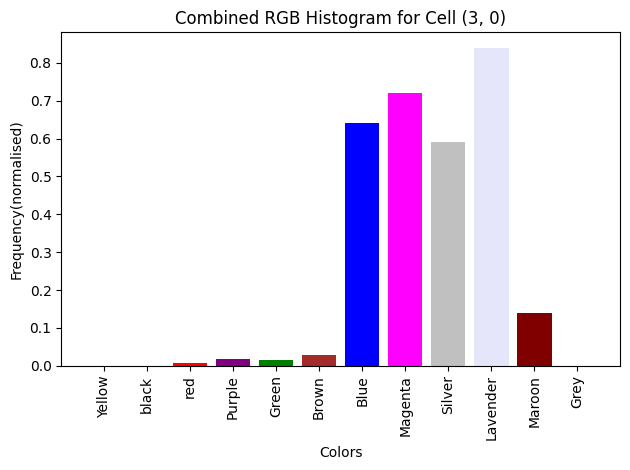 Combined RGB Histogram for Cell (3, 0)
Frequency(normalised)
0.8
0.7
0.6
0.5
0.4
0.3
0.2
0.1
0.0
Yellow
black
red
Purple
Green
Brown
Blue
Magenta
Silver
Lavender
Maroon
Grey
Colors